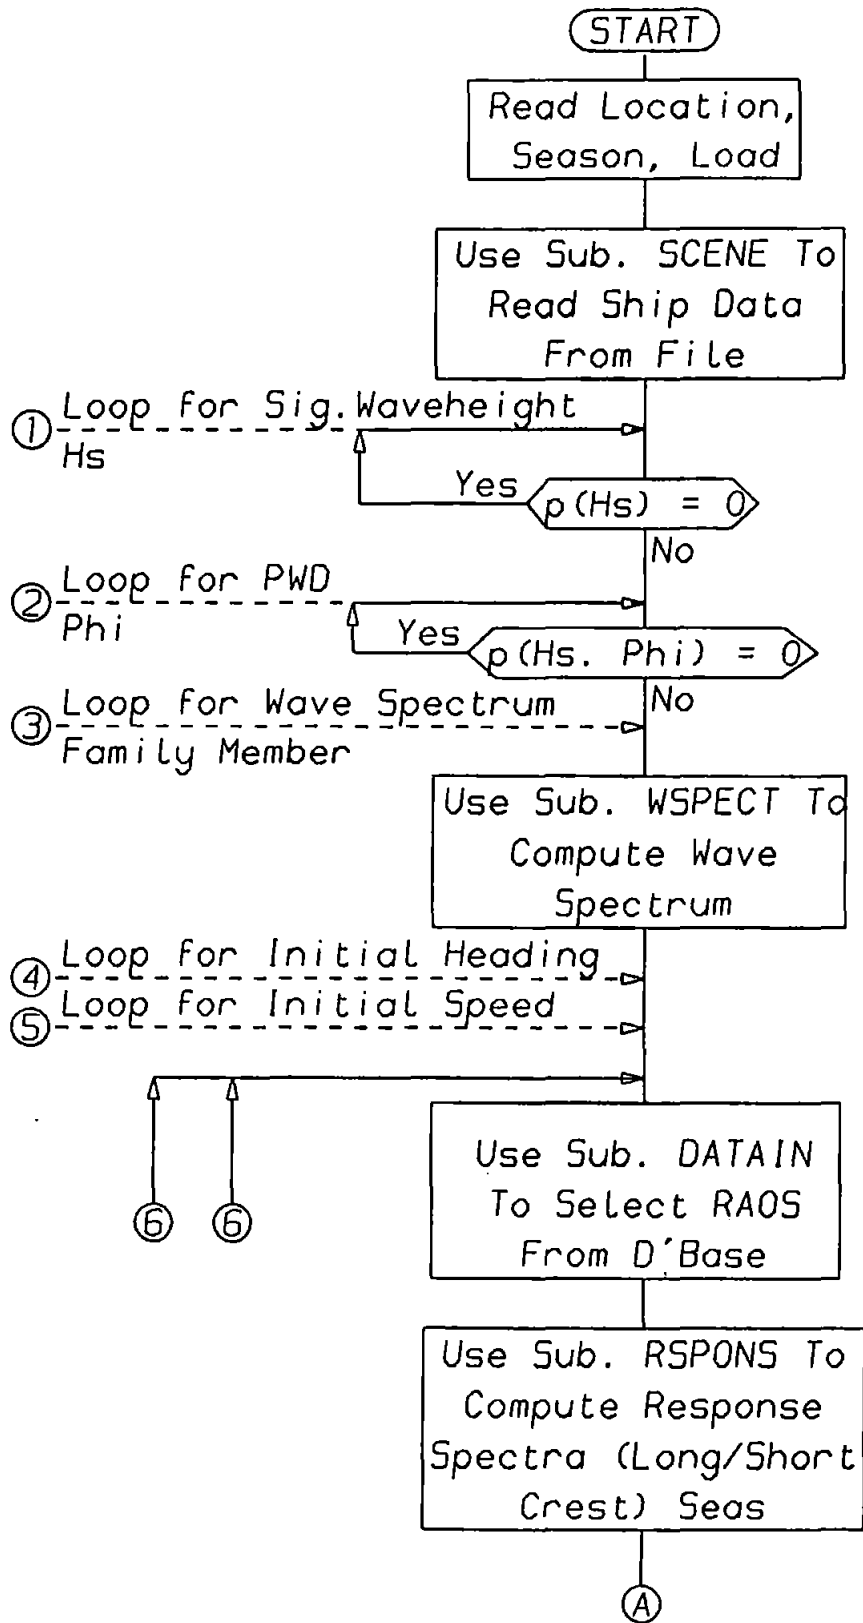 START
Read Location,
Season, Load
Use Sub. SCENE To
Read Ship Data
From File
Loop for Sig.Waveheight
1
Hs
Yes
p(Hs) = 0
No
Loop for PWD
2
Phi
Yes
p(Hs. Phi) = 0
No
Loop for Wave Spectrum
3
Family Member
Use Sub. WSPECT To
Compute Wave
Spectrum
Loop for Initial Heading
4
Loop for Initial Speed
5
Use Sub. DATAIN
To Select RAOS
From D'Base
6 6
Use Sub. RSPONS To
Compute Response
Spectra (Long/Short
Crest) Seas
A